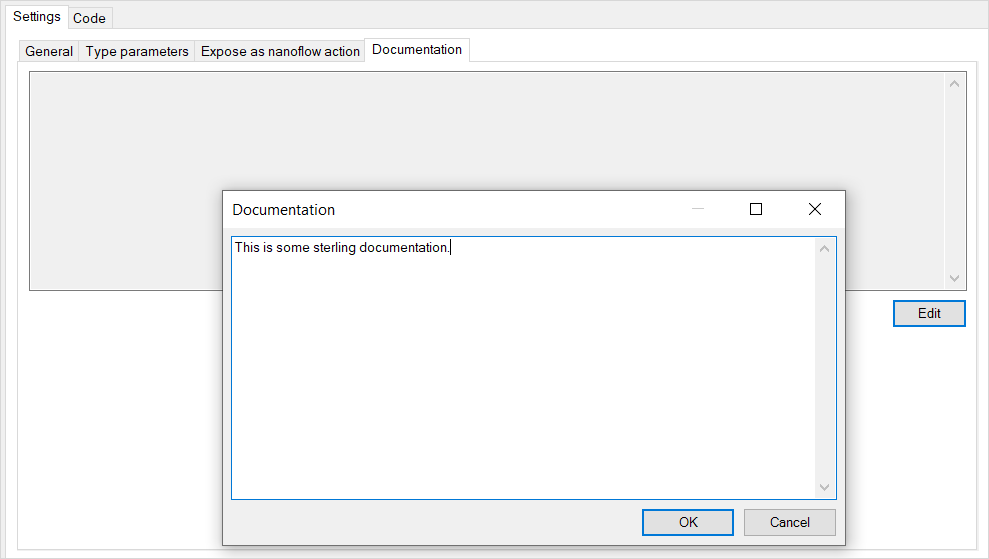 Settings Code
General Type parameters Expose as nanoflow action Documentation
Documentation
This is some sterling documentation.
Edit
OK Cancel